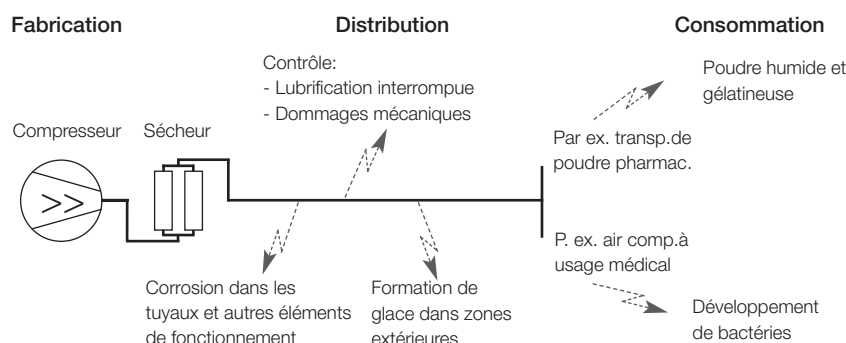 Fabrication
Distribution
Consommation
Contrôle:
- Lubrification interrompue
- Dommages mécaniques
Poudre humide et
gélatineuse
Compresseur
Sécheur
Par ex. transp.de
poudre pharmac.
>>
P. ex. air comp.à
usage médical
Corrosion dans les
tuyaux et autres éléments
de fonctionnement
Formation de
glace dans zones
extérieures
Développement
de bactéries